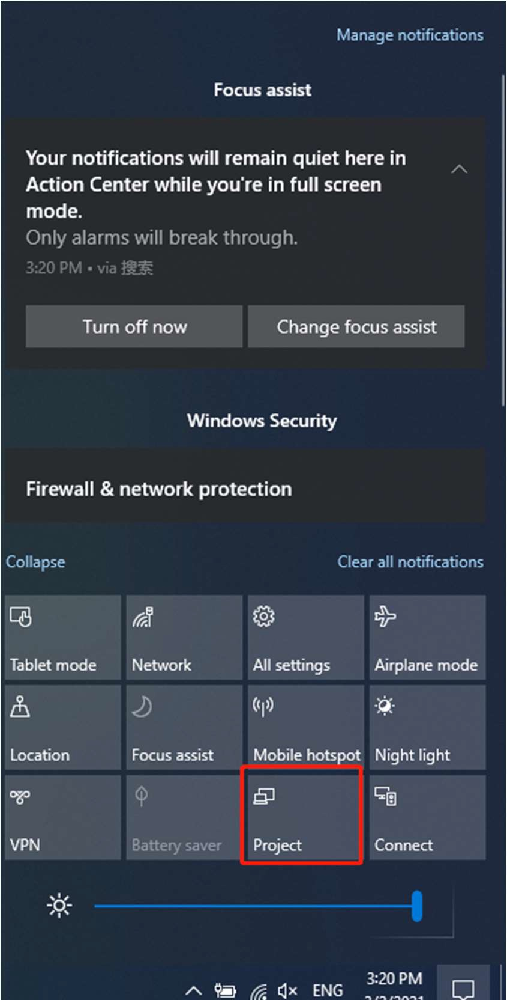 Manage notifications
Focus assist
Your notifications will remain quiet here in
Action Center while you're in full screen
mode.
Only alarms will break through.
3:20 PM • via 搜索
Turn off now
Change focus assist
Windows Security
Firewall & network protection
Collapse
Clear all notifications
Tablet mode
Network
All settings
Airplane mode
Location
Focus assist
Mobile hotspot
Night light
VPN
Battery saver
Project
Connect
ENG
3:20 PM